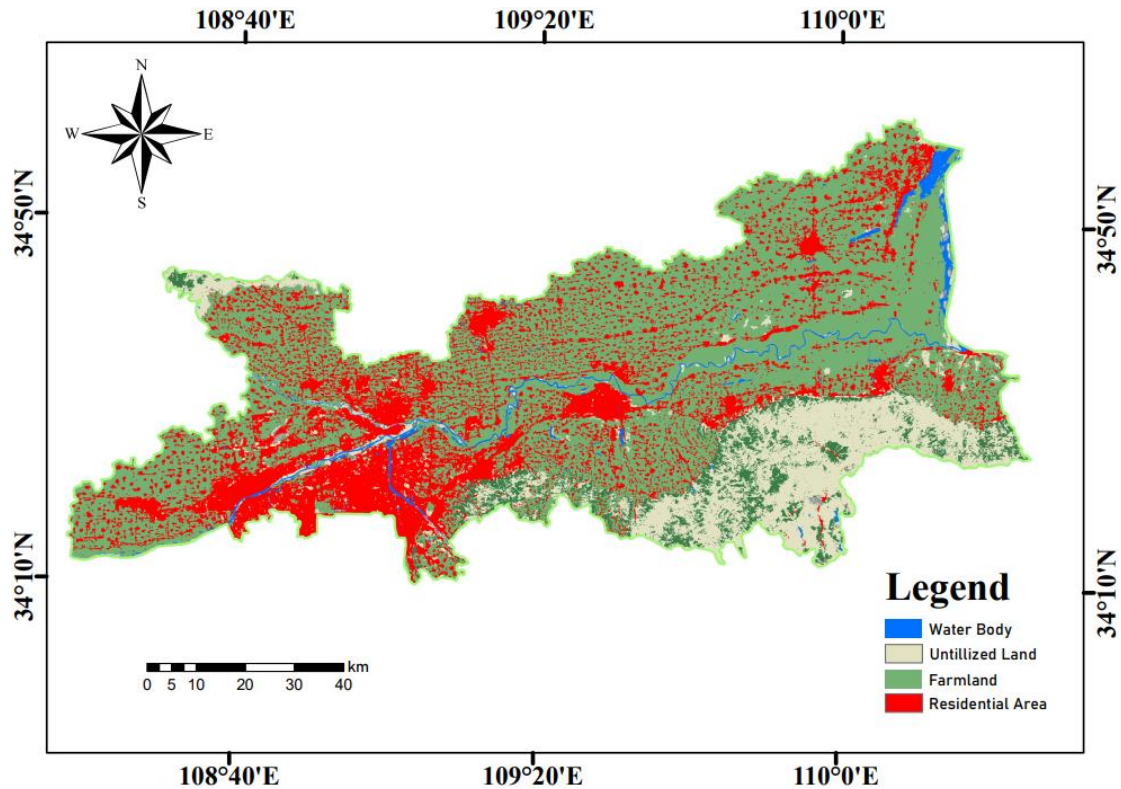 108°40'E 109°20'E 110°0'E
N
W E
S
34°50'N 34°50'N
34°10'N 34°10'N
Legend
Water Body
Untillized Land
Farmland
Residential Area
km
0 5 10 20 30 40
108°40'E 109°20'E 110°0'E